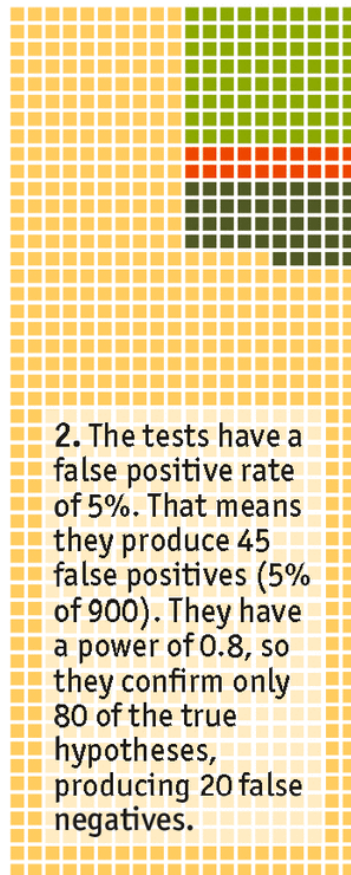 2. The tests have a
false positive rate
of 5%. That means
they produce 45
false positives (5%
of 900). They have
a power of 0.8, so
they confirm only
80 of the true
hypotheses,
producing 20 false
negatives.